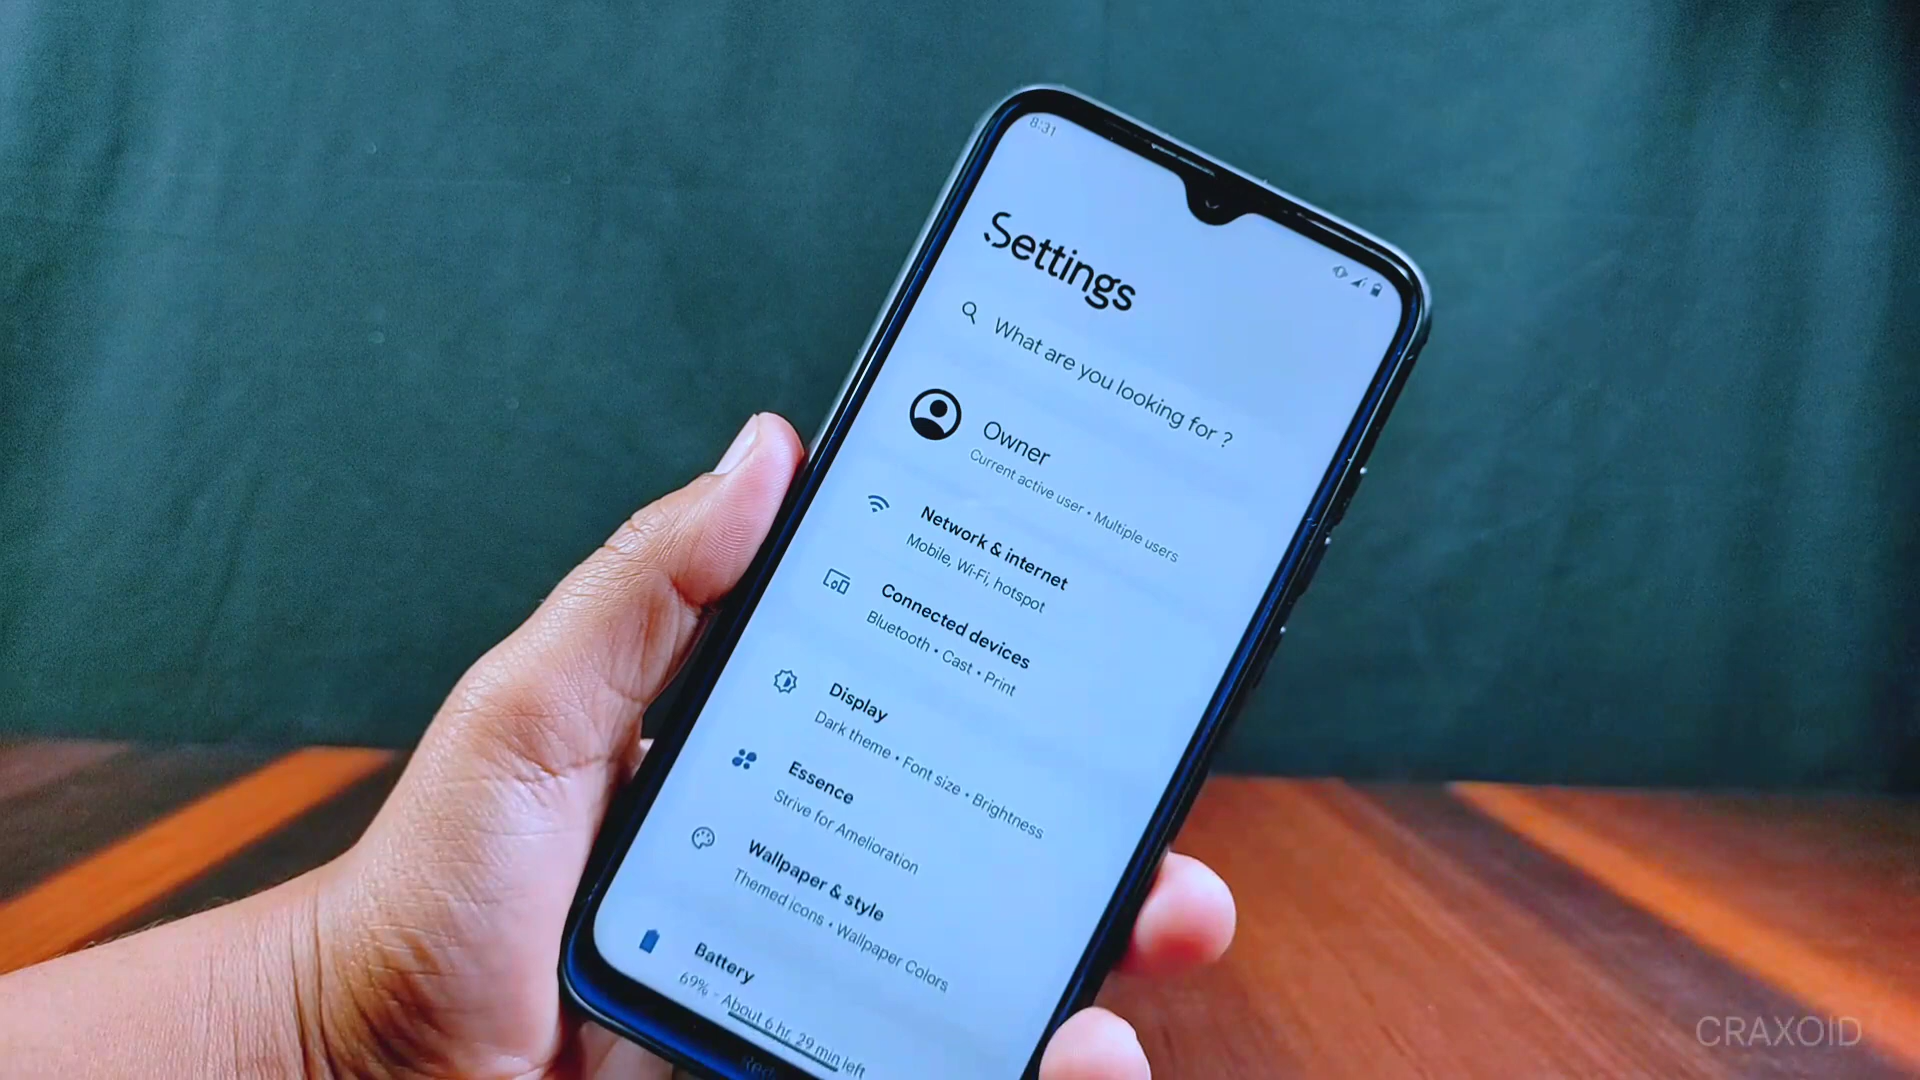 8:31
Settings
What are you looking for ?
Owner
Current active user • Multiple users
Network & internet
Mobile, Wi-Fi, hotspot
Connected devices
Bluetooth • Cast • Print
Display
Dark theme • Font size • Brightness
Essence
Strive for Amelioration
Wallpaper & style
Themed icons • Wallpaper Colors
Battery
69% - About 6 hr, 29 min left
CRAXOID